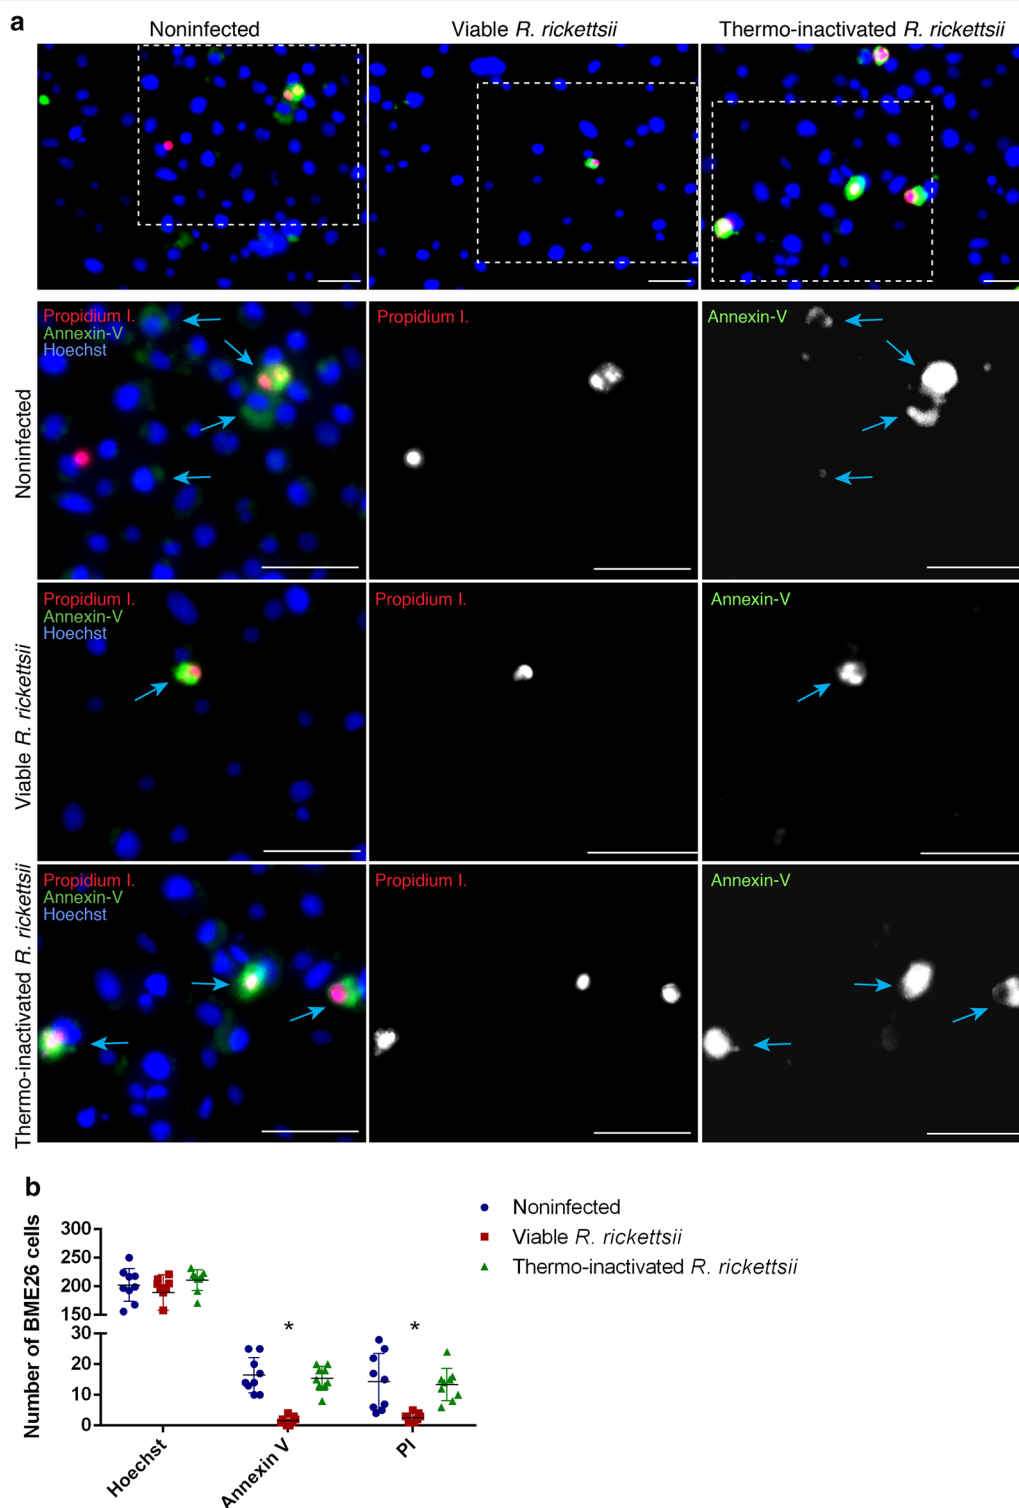 a
Noninfected
Viable R. rickettsii
Thermo-inactivated R. rickettsii
Noninfected
Propidium I.
Annexin-V
Hoechst
Propidium I.
Annexin-V
Viable R. rickettsii
Propidium I.
Annexin-V
Hoechst
Propidium I.
Annexin-V
Thermo-inactivated R. rickettsii
Propidium I.
Annexin-V
Hoechst
Propidium I.
Annexin-V
b
Noninfected
Viable R. rickettsii
Thermo-inactivated R. rickettsii
Number of BME26 cells
300
250
200
150
30
20
10
0
*
*
Hoechst
Annexin V
PI